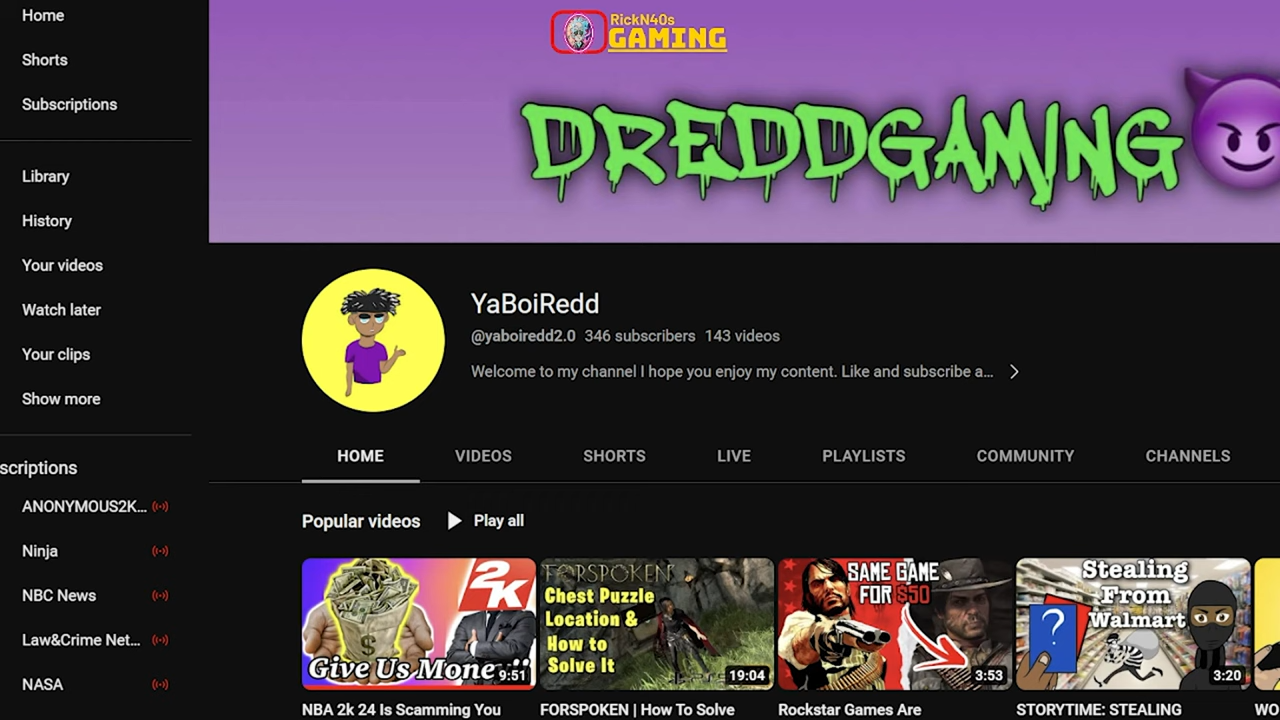 Home
Shorts
Subscriptions
Library
History
Your videos
Watch later
Your clips
Show more
scriptions
ANONYMOUS2K...
Ninja
NBC News
Law&Crime Net...
NASA
RickN40s
GAMING
DREDDGAMING
YaBoiRedd
@yaboiredd2.0 346 subscribers 143 videos
Welcome to my channel I hope you enjoy my content. Like and subscribe a...
HOME VIDEOS SHORTS LIVE PLAYLISTS COMMUNITY CHANNELS
Popular videos Play all
2K
$
Give Us Money!!
9:51
NBA 2k 24 Is Scamming You
FORSPOKEN
Chest Puzzle
Location &
How to
Solve It
19:04
FORSPOKEN | How To Solve
SAME GAME
FOR $50
3:53
Rockstar Games Are
Stealing
From
Walmart
?
3:20
STORYTIME: STEALING
WO